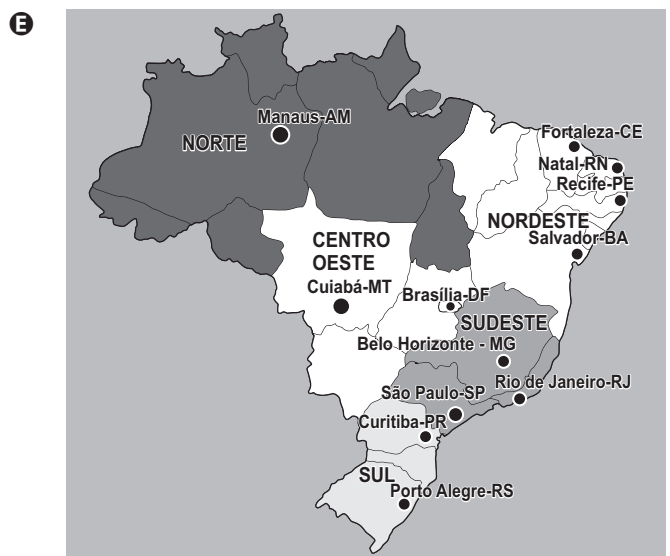 E
Manaus-AM
NORTE
Fortaleza-CE
Natal-RN
Recife-PE
NORDESTE
Salvador-BA
CENTRO
OESTE
Cuiabá-MT
Brasília-DF
SUDESTE
Belo Horizonte - MG
Rio de Janeiro-RJ
São Paulo-SP
Curitiba-PR
SUL
Porto Alegre-RS